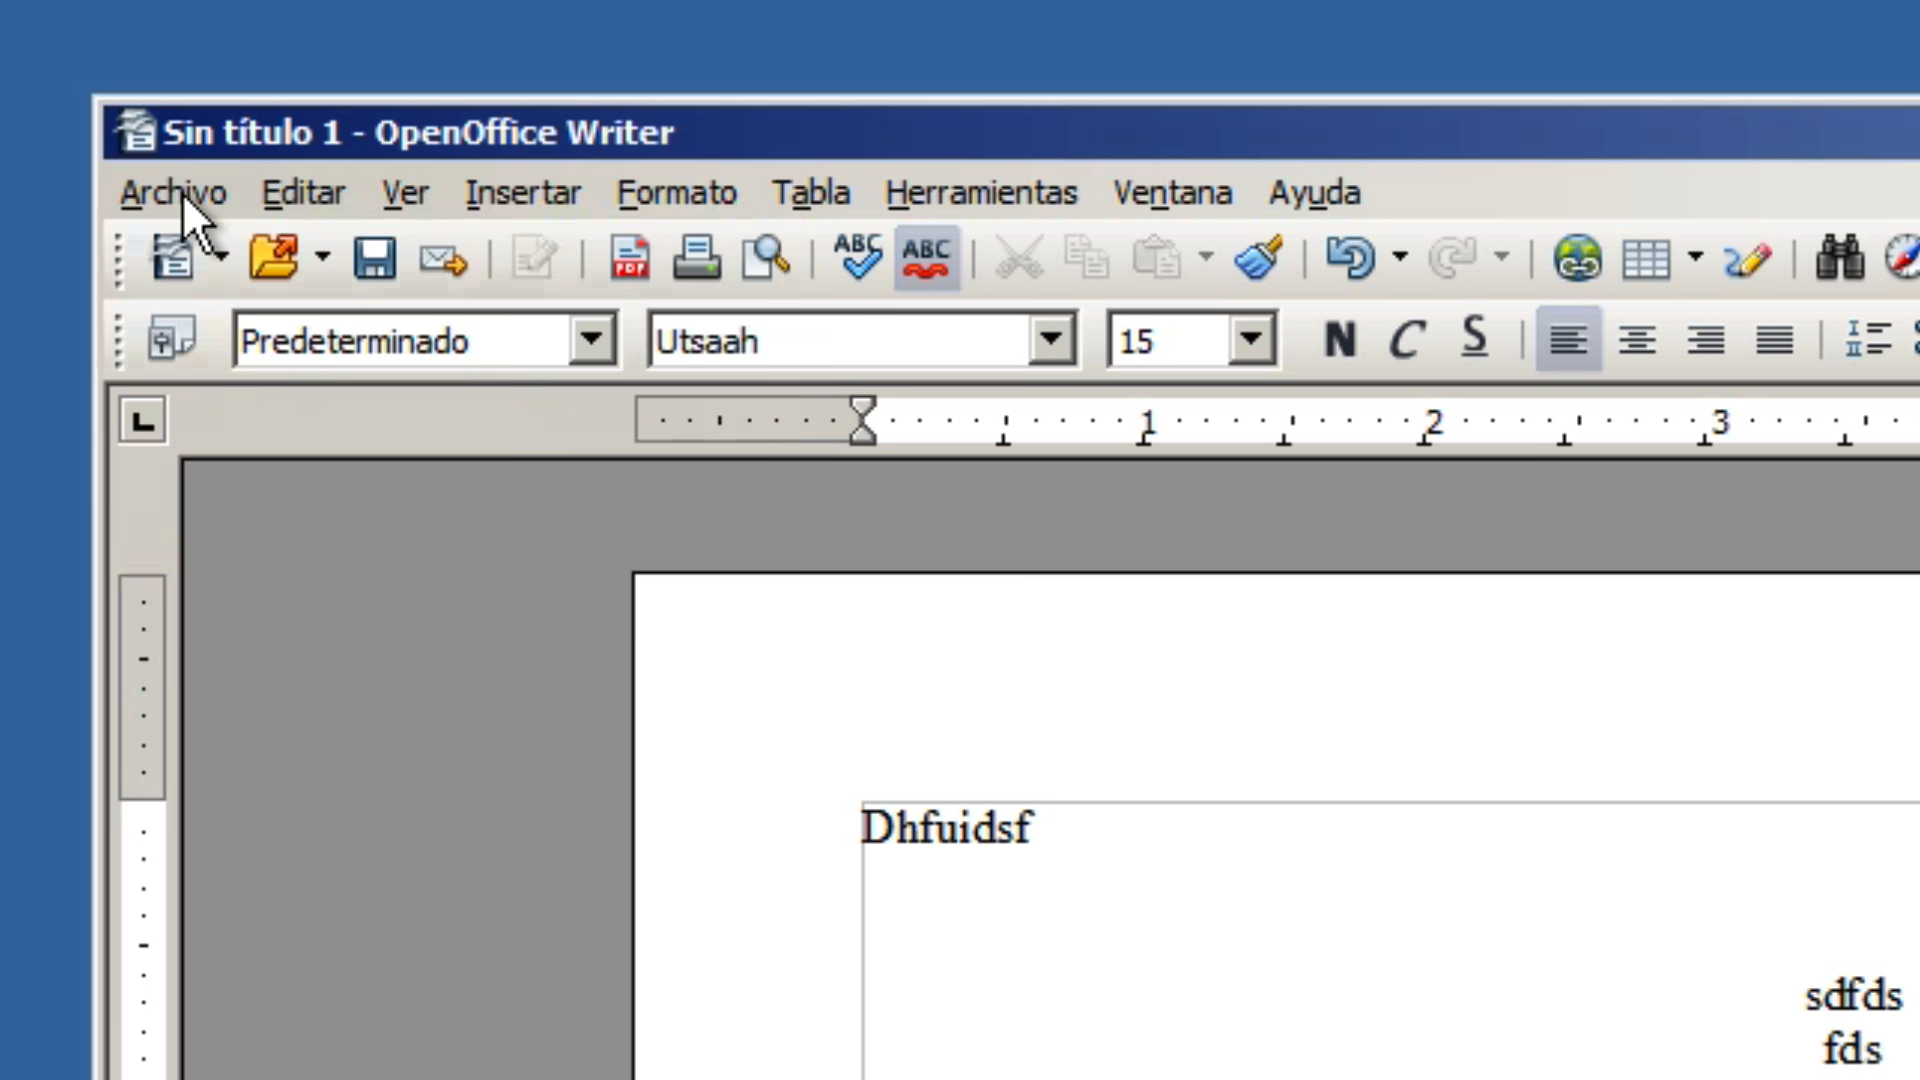 Sin título 1 - OpenOffice Writer
Archivo Editar Ver Insertar Formato Tabla Herramientas Ventana Ayuda
PDF ABC ABC
Predeterminado Utsaah 15 N C S
1 2 3
Dhfuidsf
sdfds
fds